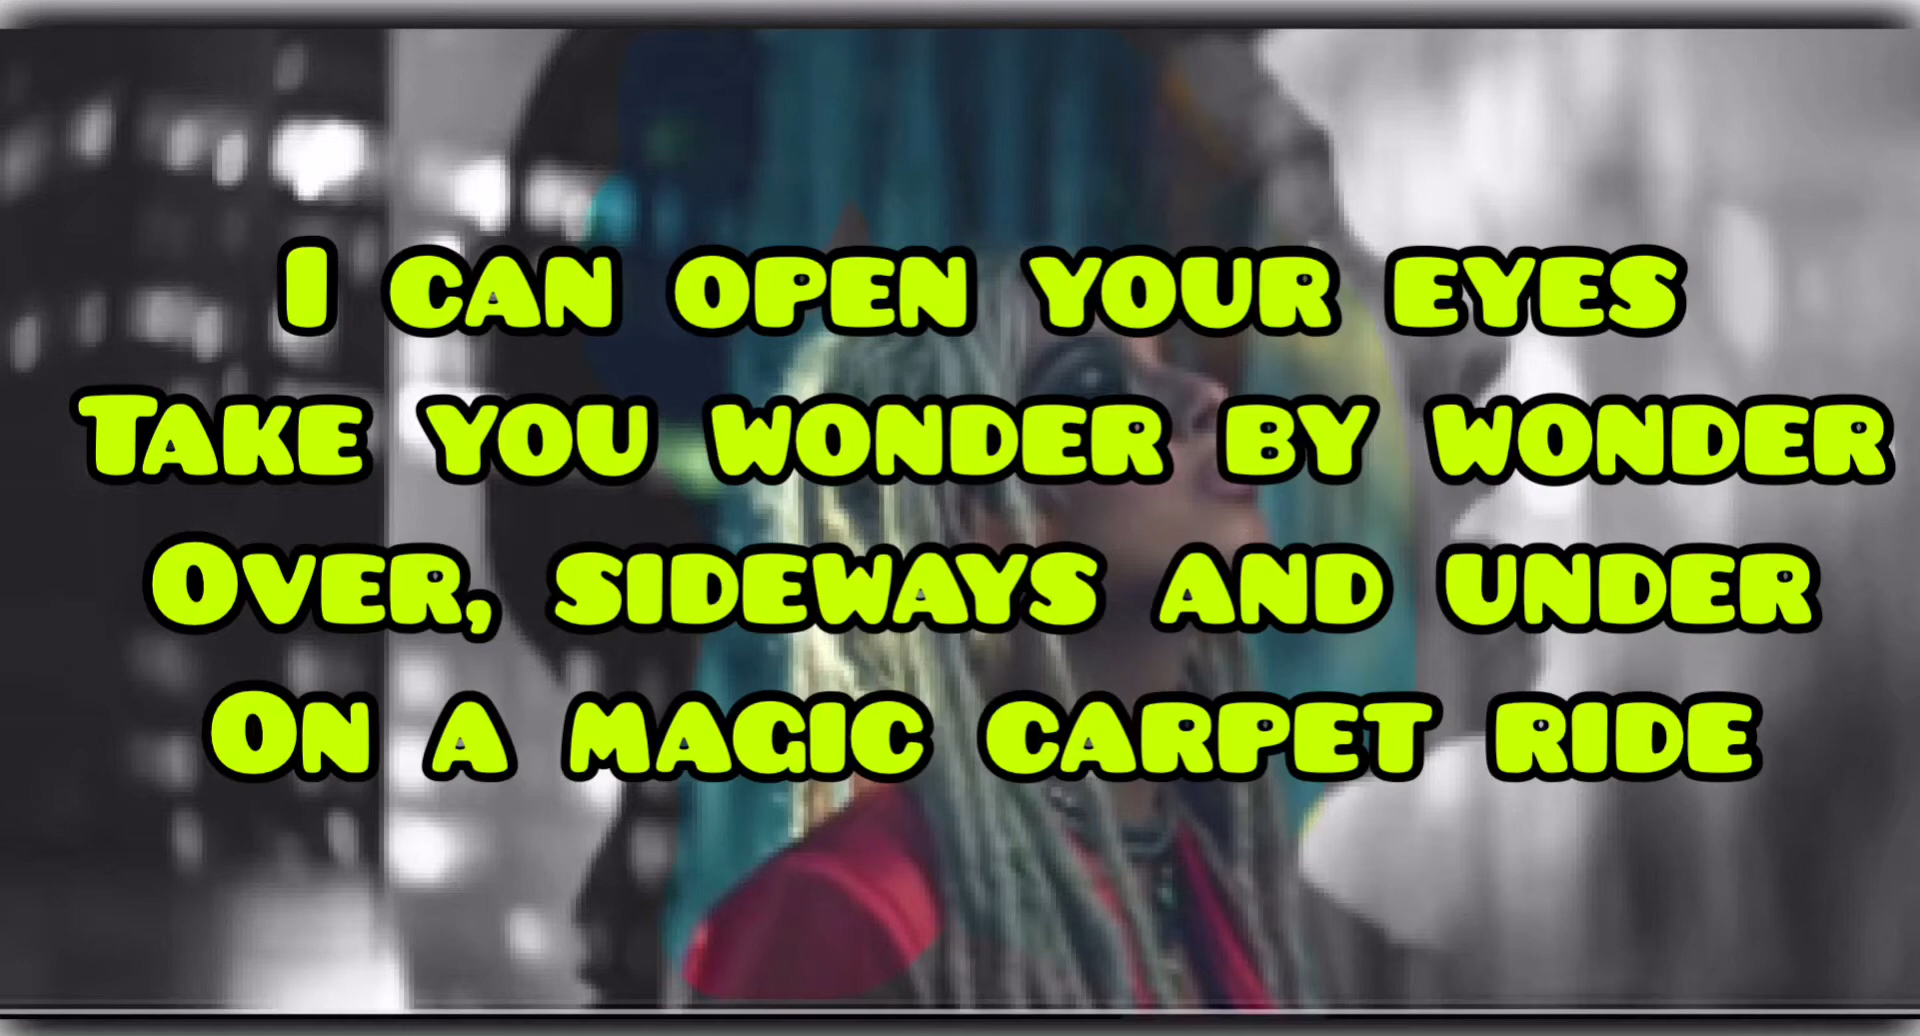 I can open your eyes
Take you wonder by wonder
Over, sideways and under
On a magic carpet ride